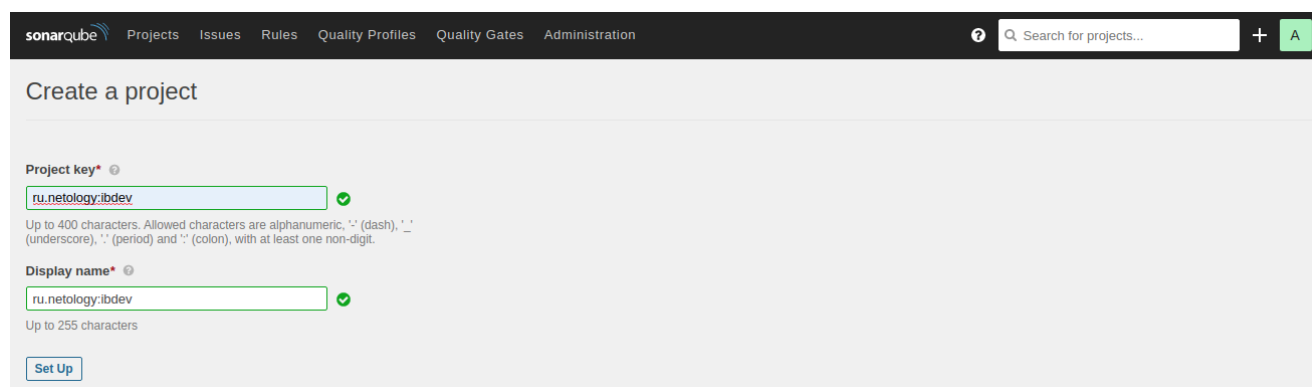 sonarqube Projects Issues Rules Quality Profiles Quality Gates Administration ? Search for projects... + A
Create a project
Project key* ?
ru.netology:ibdev
Up to 400 characters. Allowed characters are alphanumeric, '-' (dash), '_'
(underscore), '.' (period) and ':' (colon), with at least one non-digit.
Display name* ?
ru.netology:ibdev
Up to 255 characters
Set Up